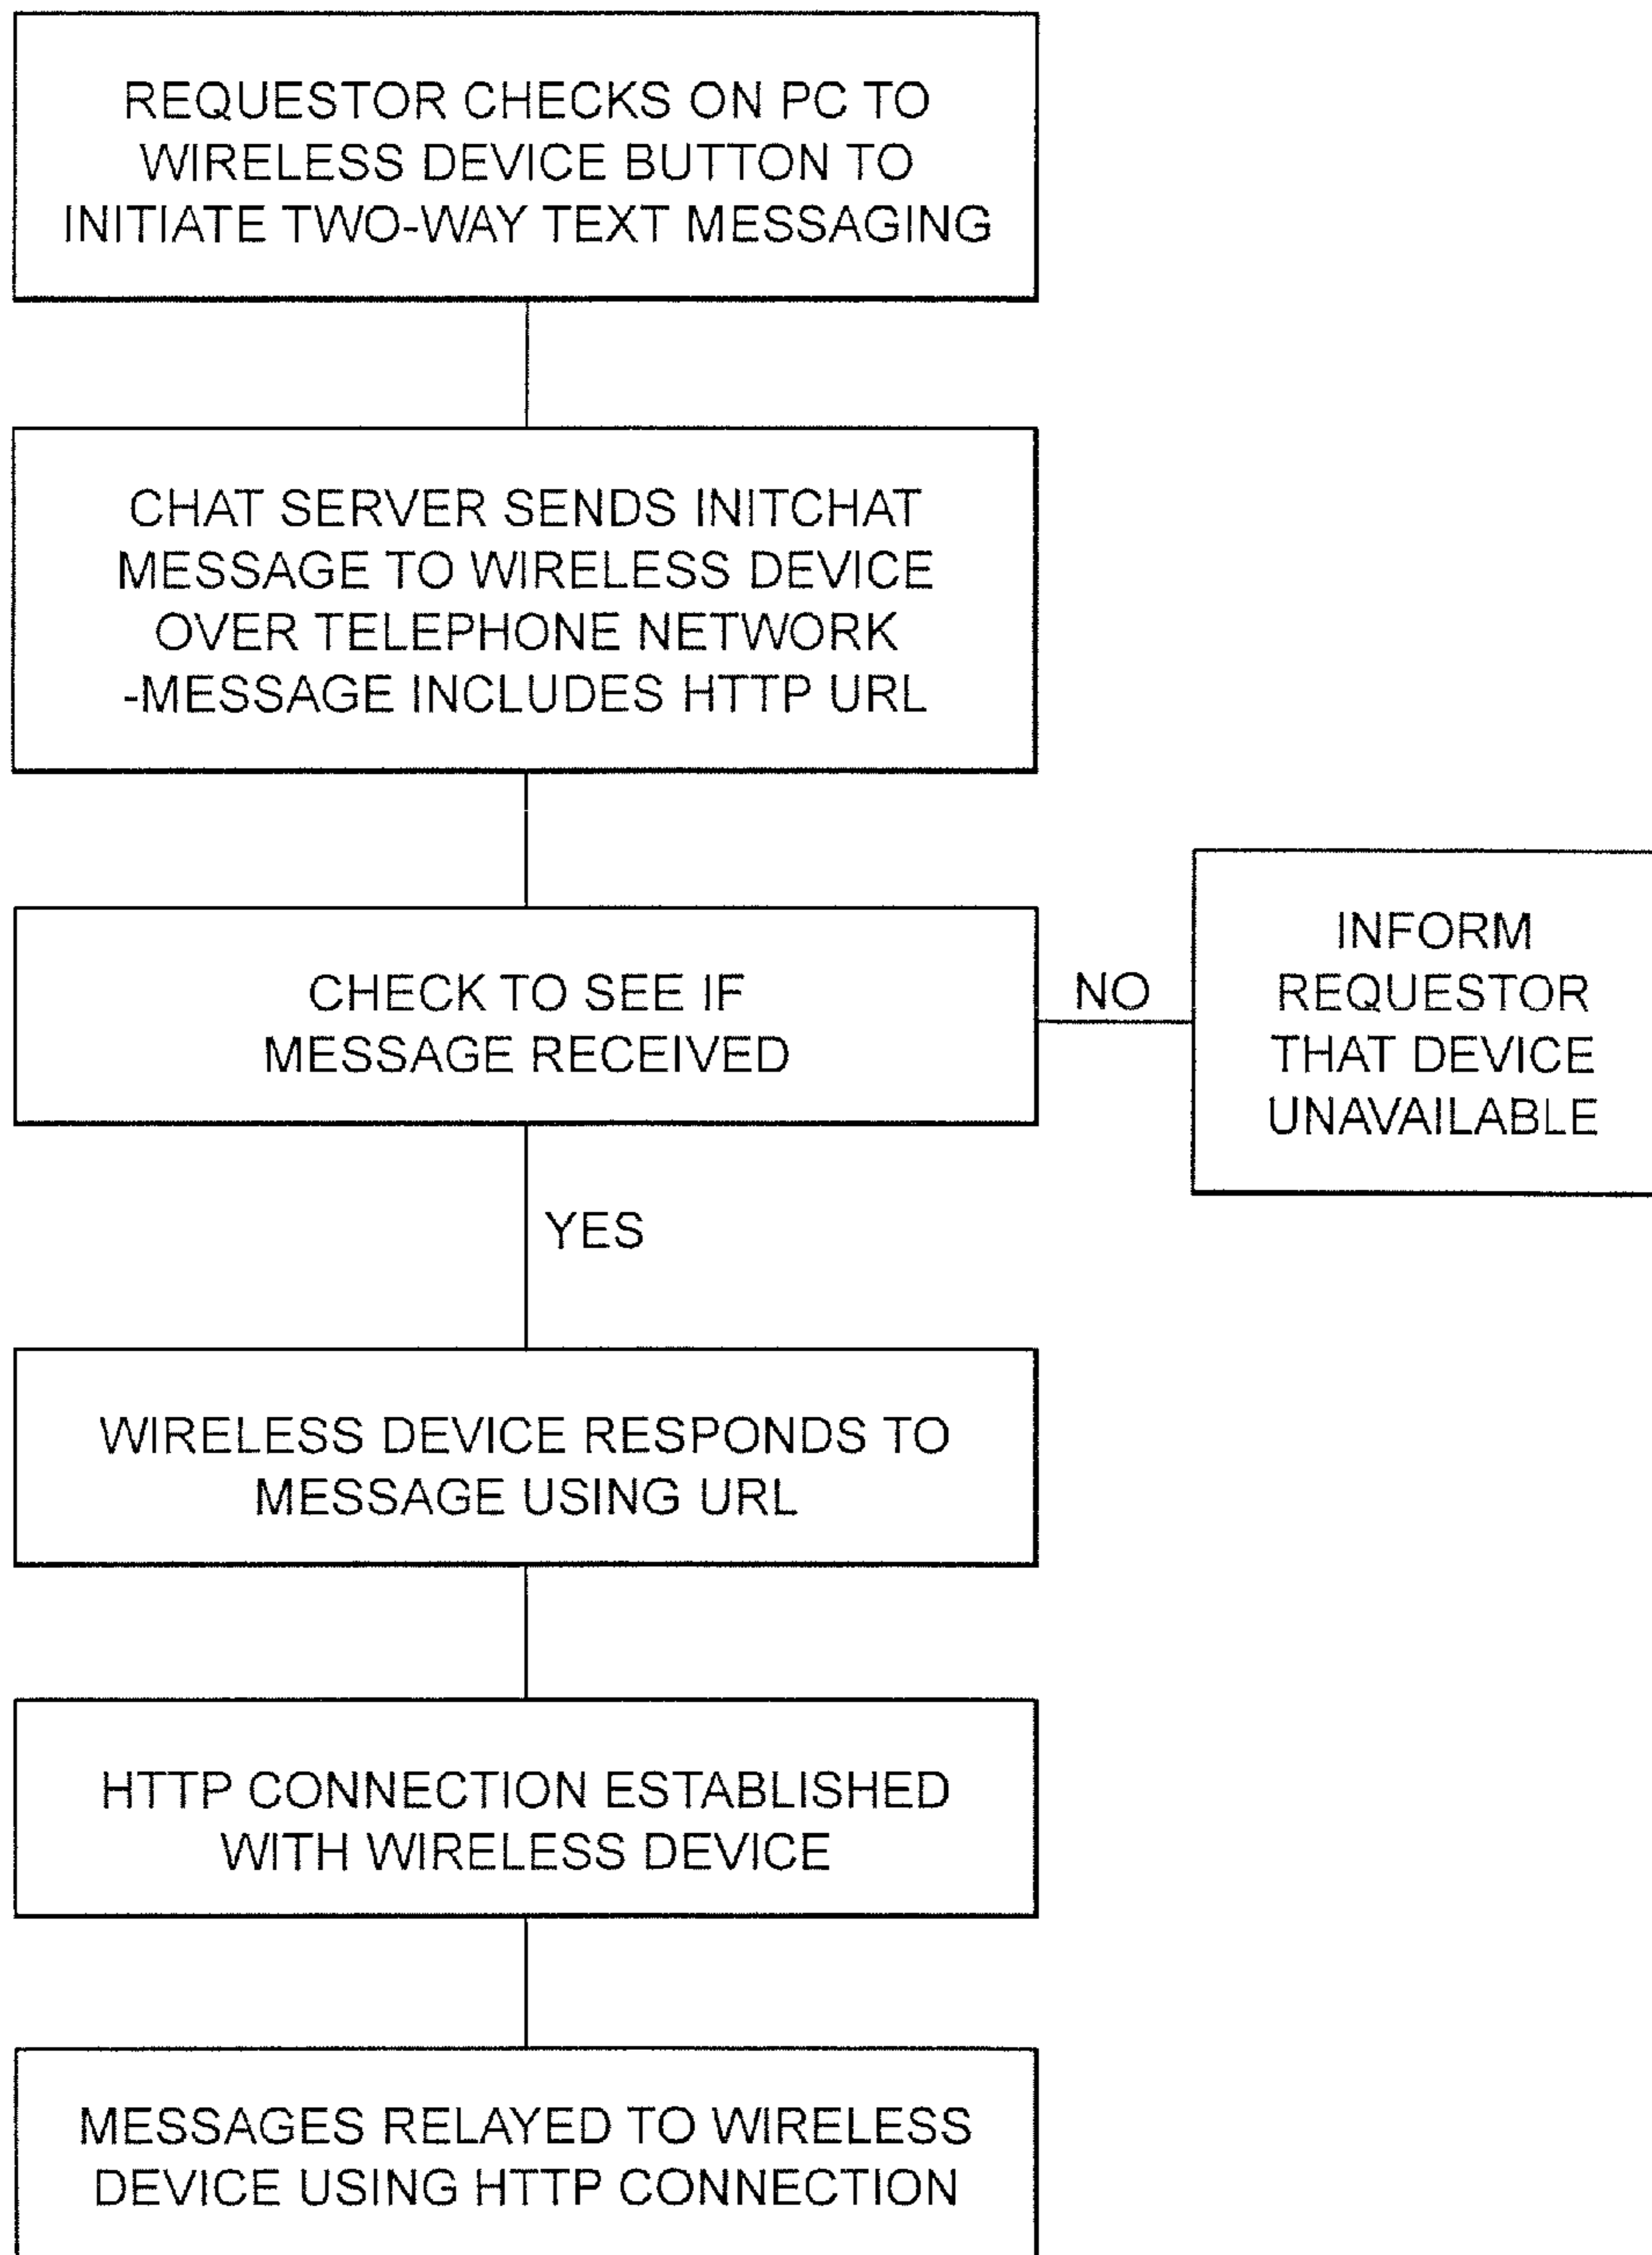 REQUESTOR CHECKS ON PC TO
WIRELESS DEVICE BUTTON TO
INITIATE TWO-WAY TEXT MESSAGING
CHAT SERVER SENDS INITCHAT
MESSAGE TO WIRELESS DEVICE
OVER TELEPHONE NETWORK
-MESSAGE INCLUDES HTTP URL
CHECK TO SEE IF
MESSAGE RECEIVED
NO
INFORM
REQUESTOR
THAT DEVICE
UNAVAILABLE
YES
WIRELESS DEVICE RESPONDS TO
MESSAGE USING URL
HTTP CONNECTION ESTABLISHED
WITH WIRELESS DEVICE
MESSAGES RELAYED TO WIRELESS
DEVICE USING HTTP CONNECTION